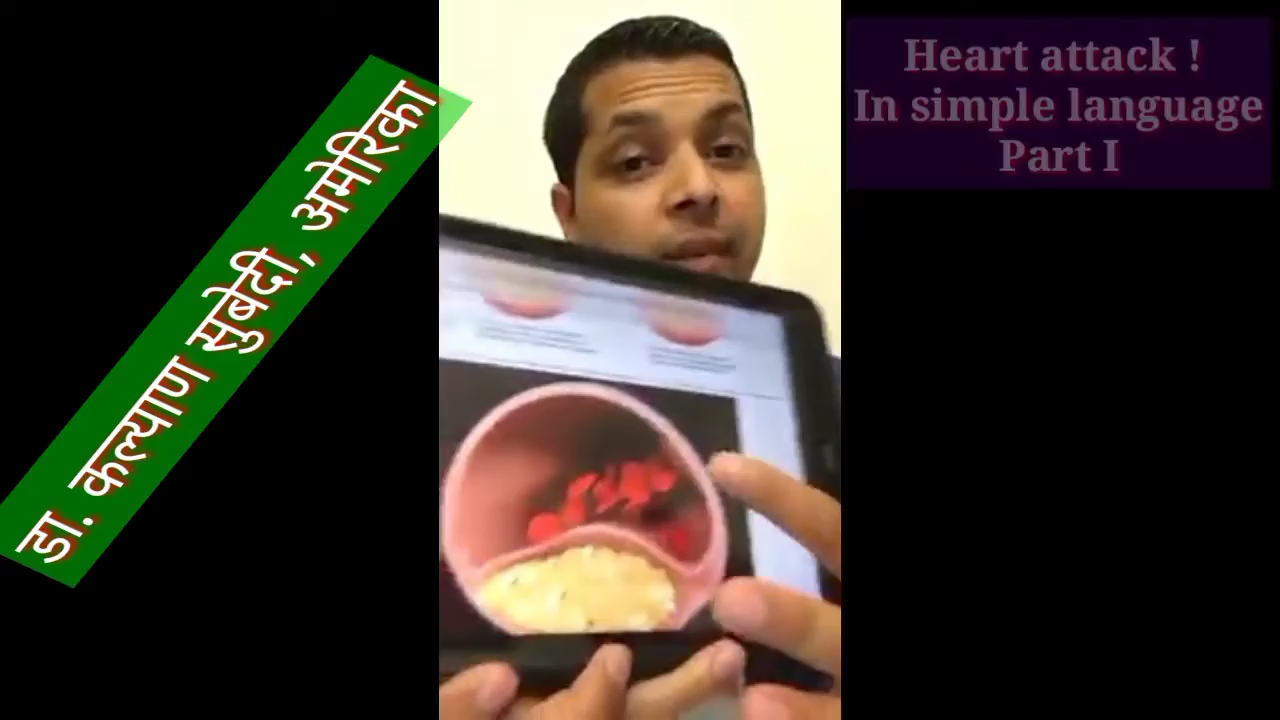 डा. कल्याण सुबेदी, अमेरिका
Heart attack !
In simple language
Part I